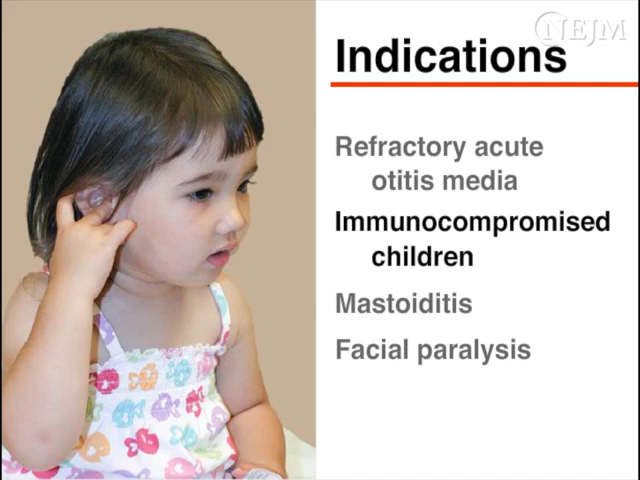 NEJM
Indications
Refractory acute
otitis media
Immunocompromised
children
Mastoiditis
Facial paralysis